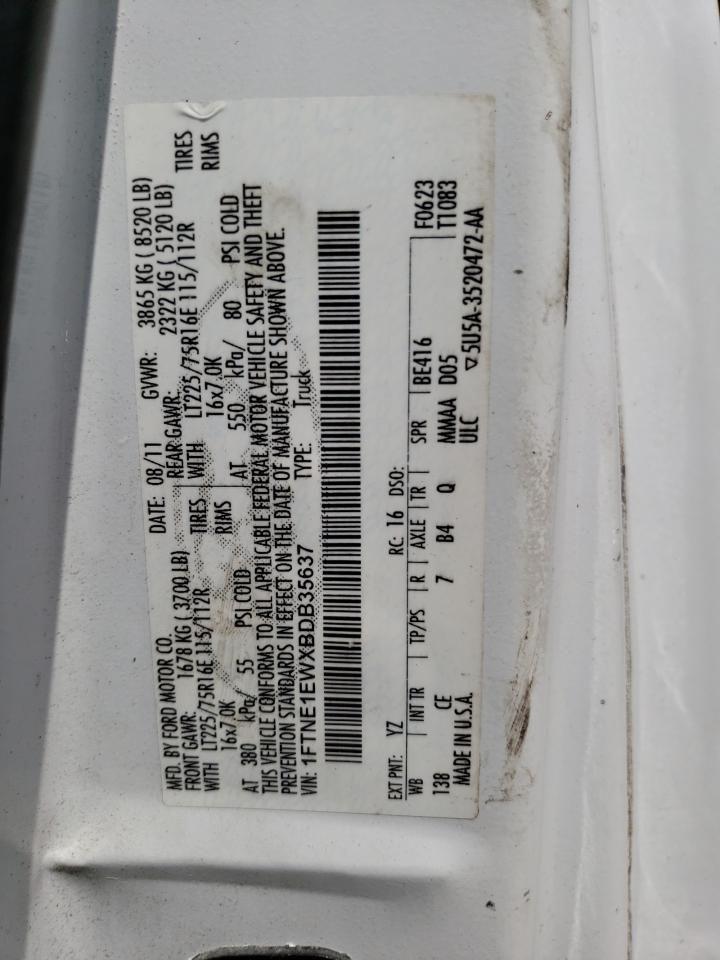 MFD. BY FORD MOTOR CO. DATE: 08/11 GVWR: 3865 KG ( 8520 LB)
FRONT GAWR: 1678 KG ( 3700 LB) REAR GAWR: 2322 KG ( 5120 LB)
WITH LT225/75R16E 115/112R TIRES WITH LT225/75R16E 115/112R TIRES
16x7.0K RIMS 16x7.0K RIMS
AT 380 kPa/ 55 PSI COLD AT 550 kPa/ 80 PSI COLD
THIS VEHICLE CONFORMS TO ALL APPLICABLE FEDERAL MOTOR VEHICLE SAFETY AND THEFT
PREVENTION STANDARDS IN EFFECT ON THE DATE OF MANUFACTURE SHOWN ABOVE.
VIN: 1FTNE1EWXBDB35637 TYPE: Truck
EXT PNT: YZ RC: 16 DSO:
WB INT TR TP/PS R AXLE TR SPR BE416 F0623
138 CE 7 B4 Q MMAA D05 T1083
MADE IN U.S.A. ULC ▽5U5A-3520472-AA